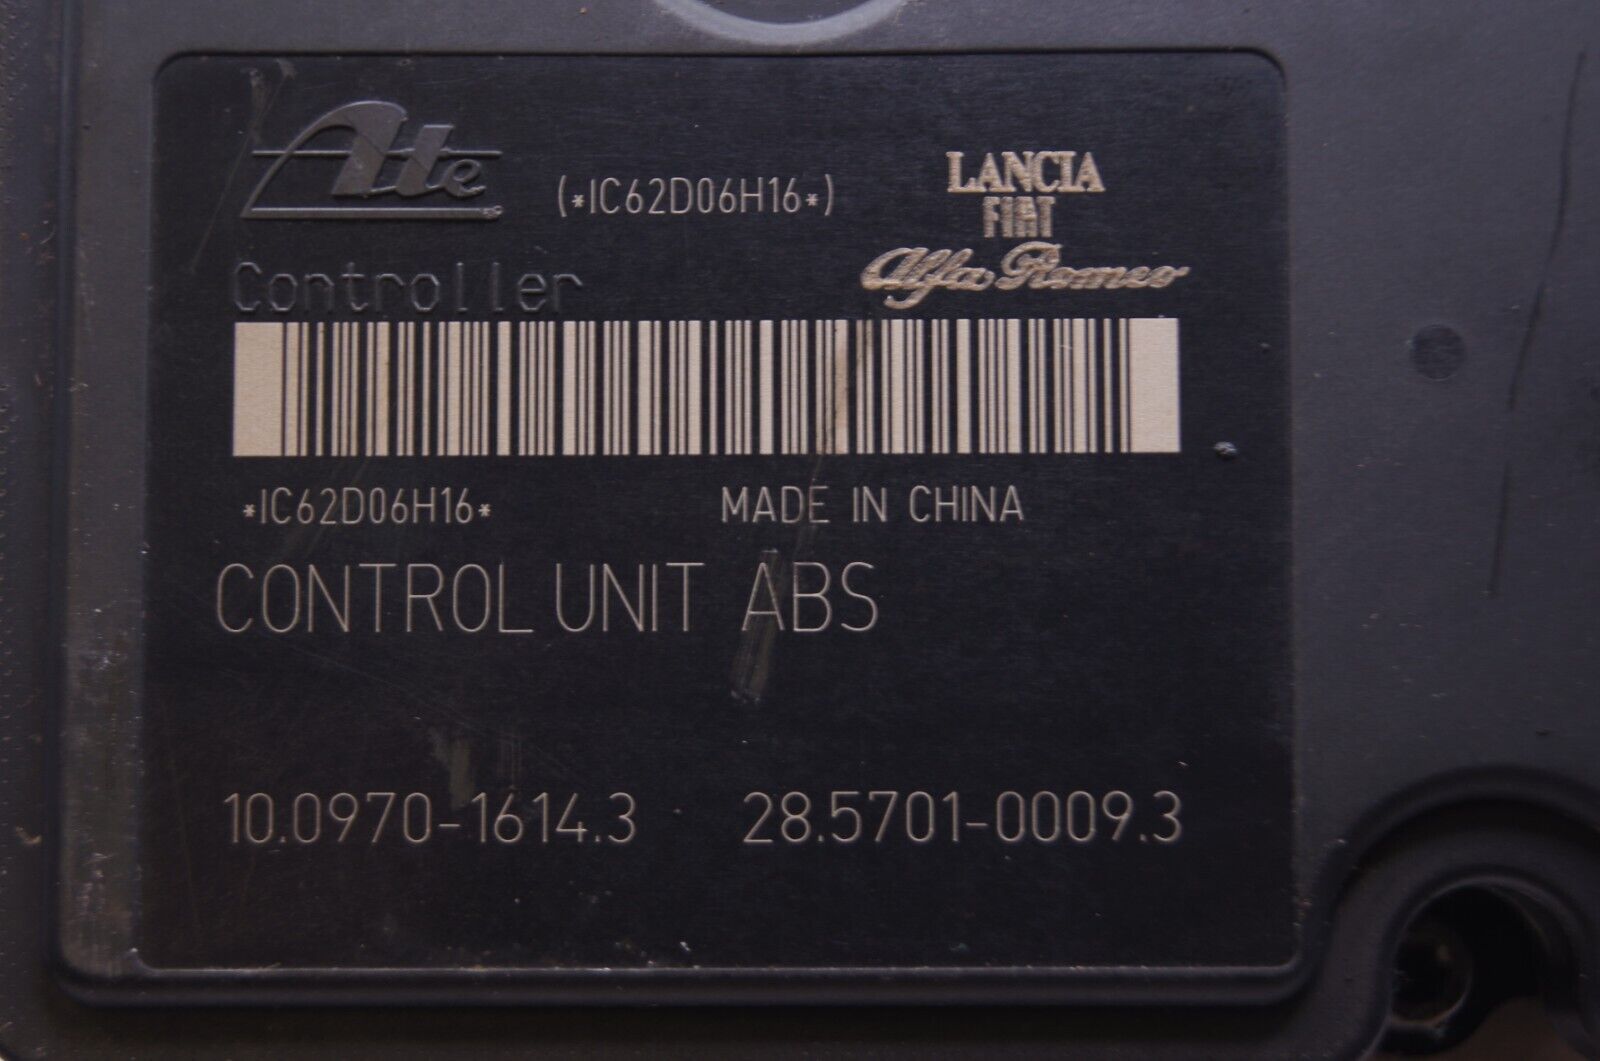 Ate
(*IC62D06H16*)
LANCIA
FIAT
Alfa Romeo
Controller
*IC62D06H16*
MADE IN CHINA
CONTROL UNIT ABS
10.0970-1614.3
28.5701-0009.3